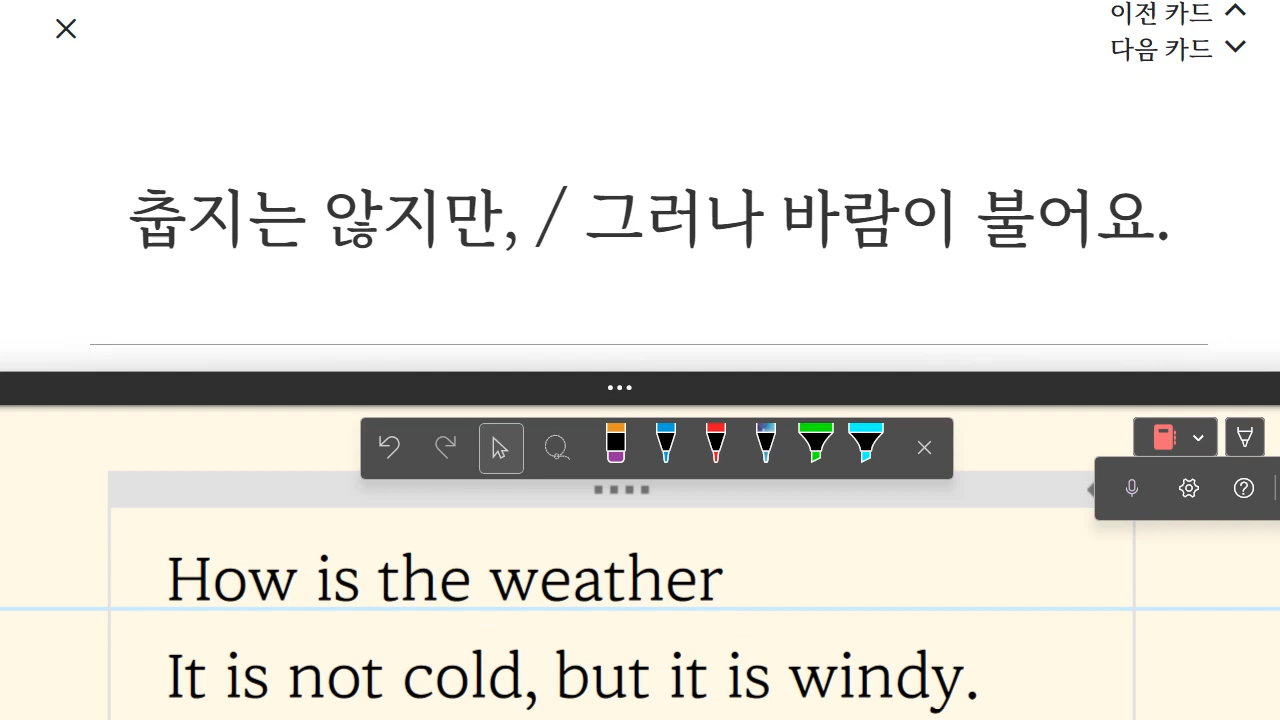 이전 카드
다음 카드
춥지는 않지만, / 그러나 바람이 불어요.
How is the weather
It is not cold, but it is windy.